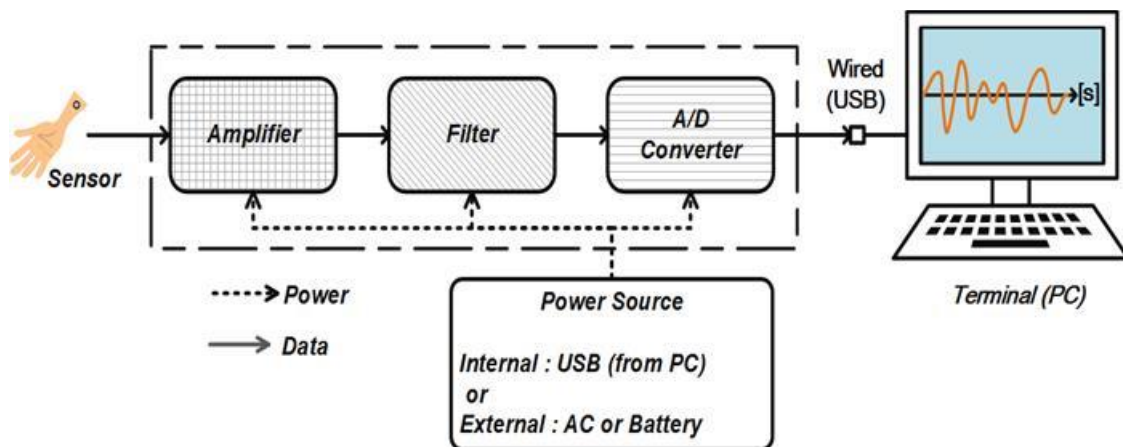 Sensor
Amplifier
Filter
A/D
Converter
Wired
(USB)
[s]
Terminal (PC)
Power
Data
Power Source
Internal : USB (from PC)
or
External : AC or Battery